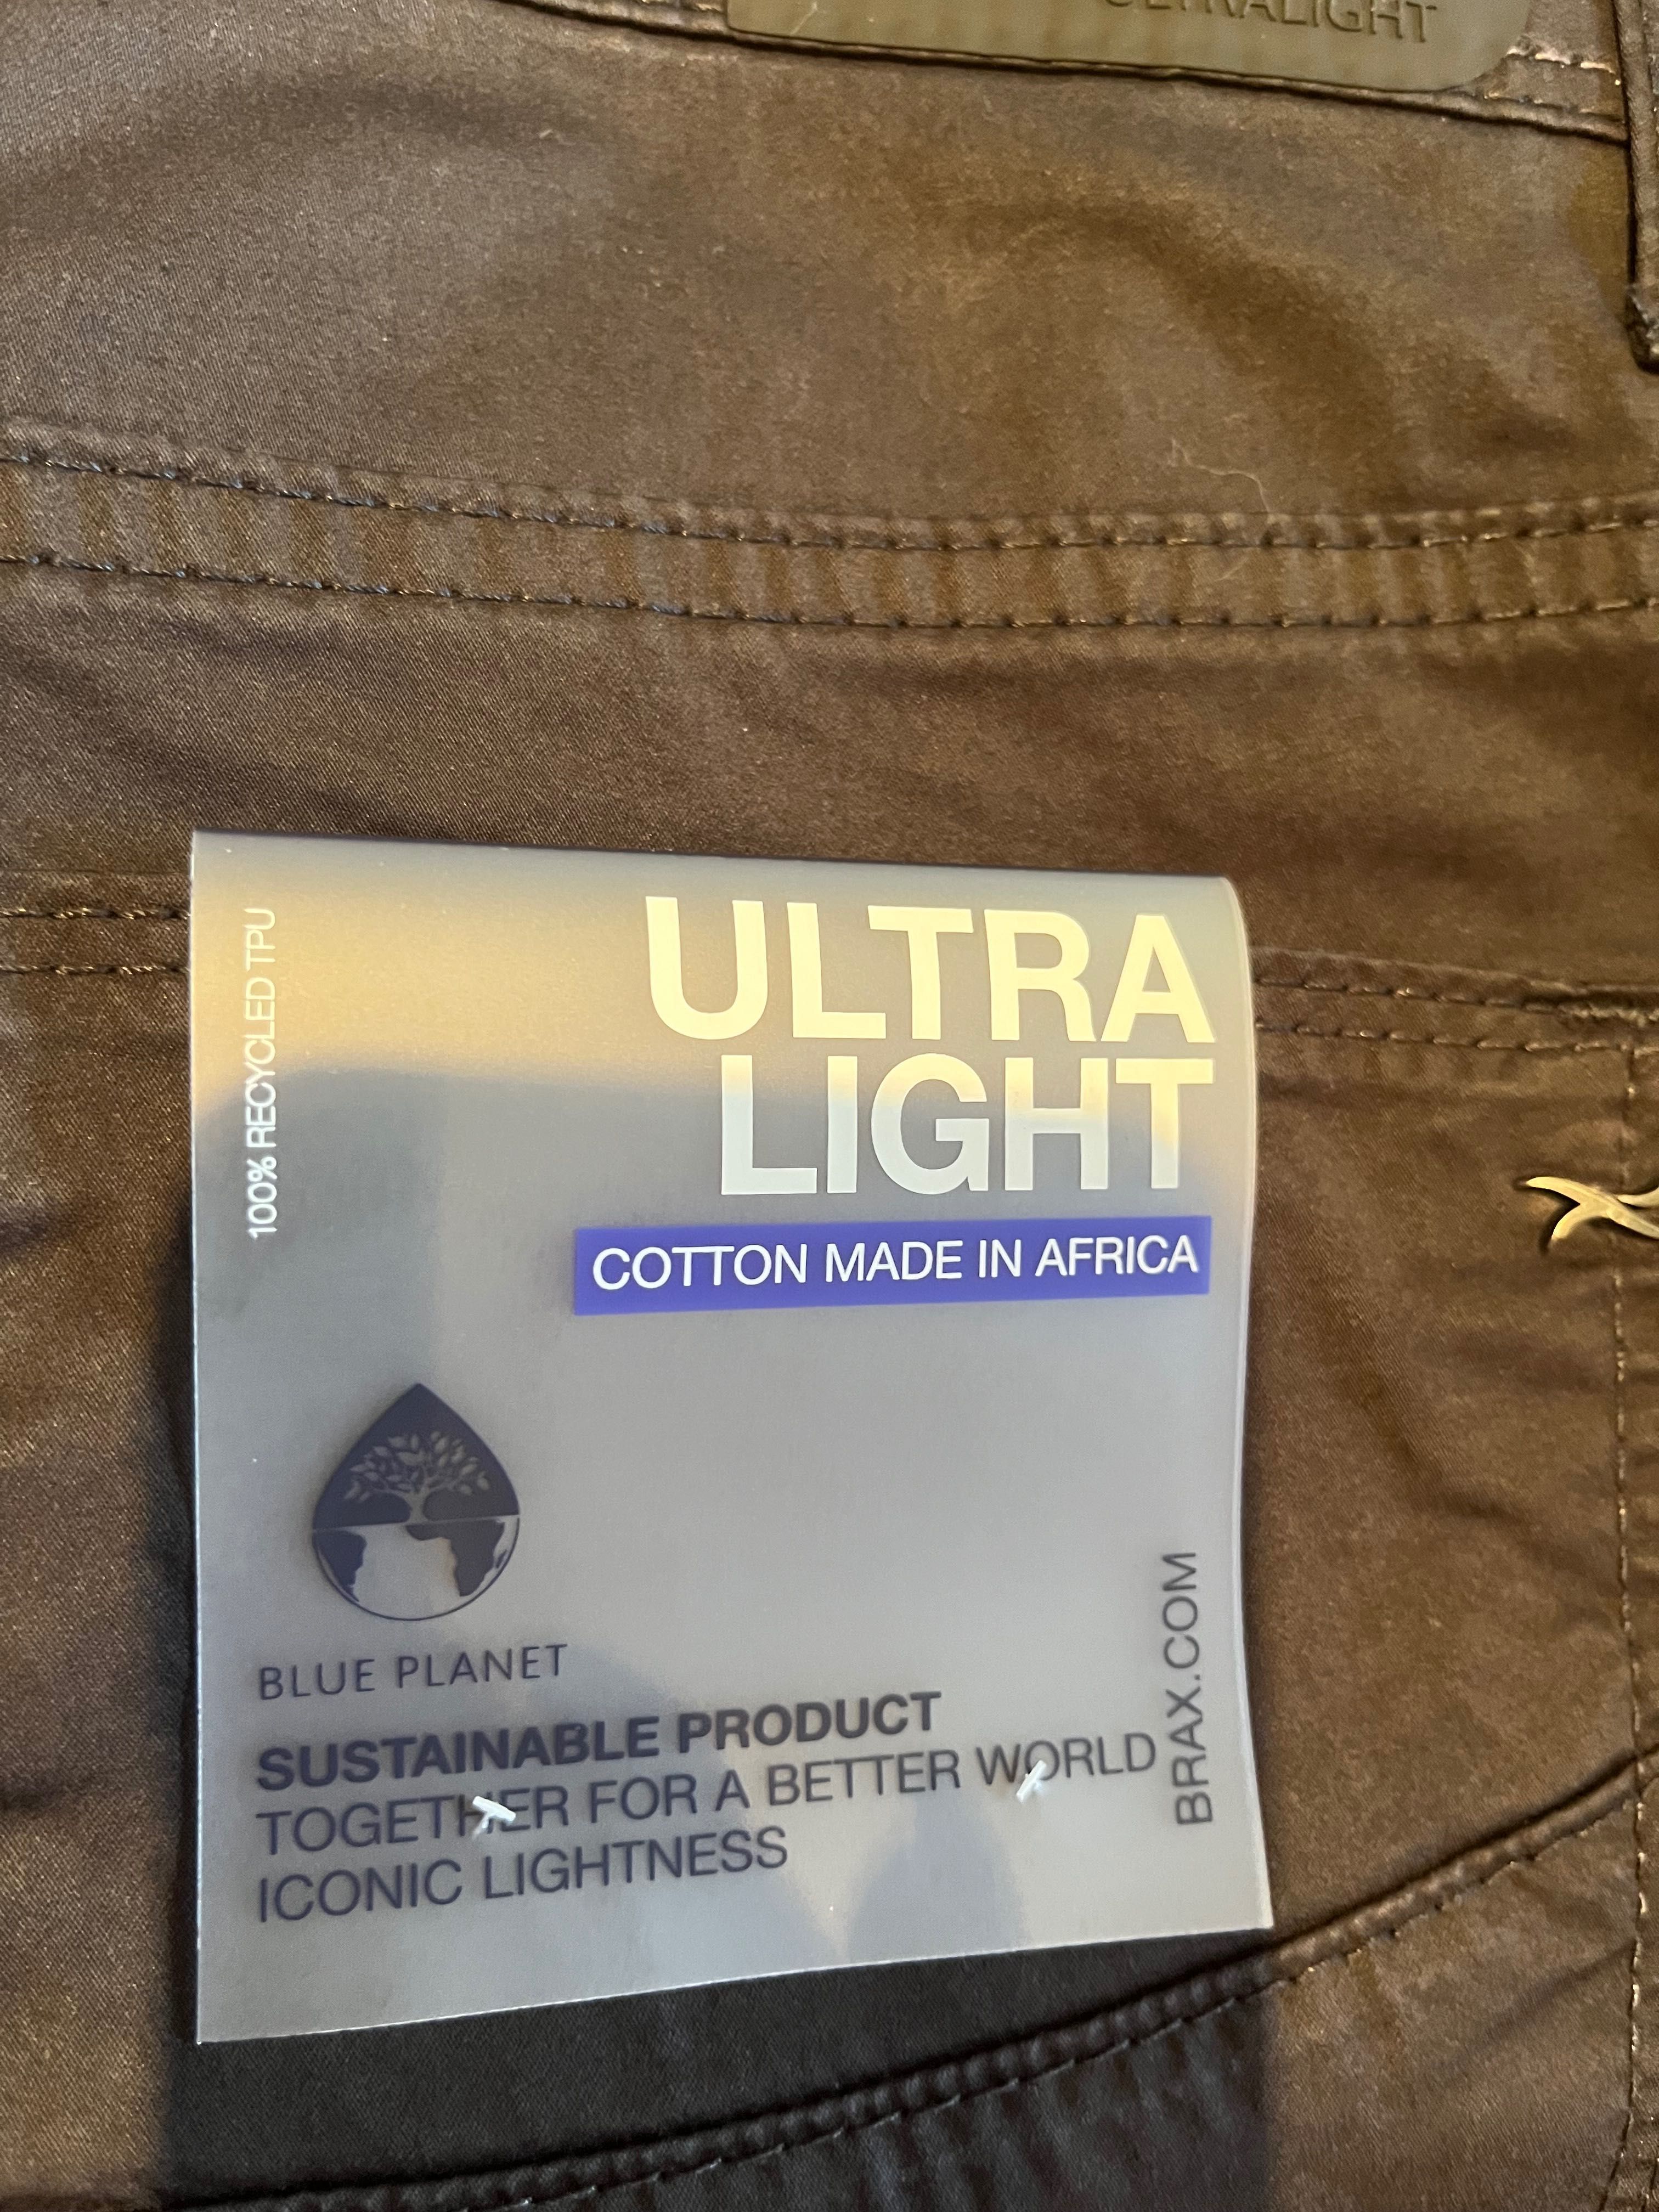 ULTRALIGHT
100% RECYCLED TPU
ULTRA
LIGHT
COTTON MADE IN AFRICA
BLUE PLANET
SUSTAINABLE PRODUCT
TOGETHER FOR A BETTER WORLD
ICONIC LIGHTNESS
BRAX.COM